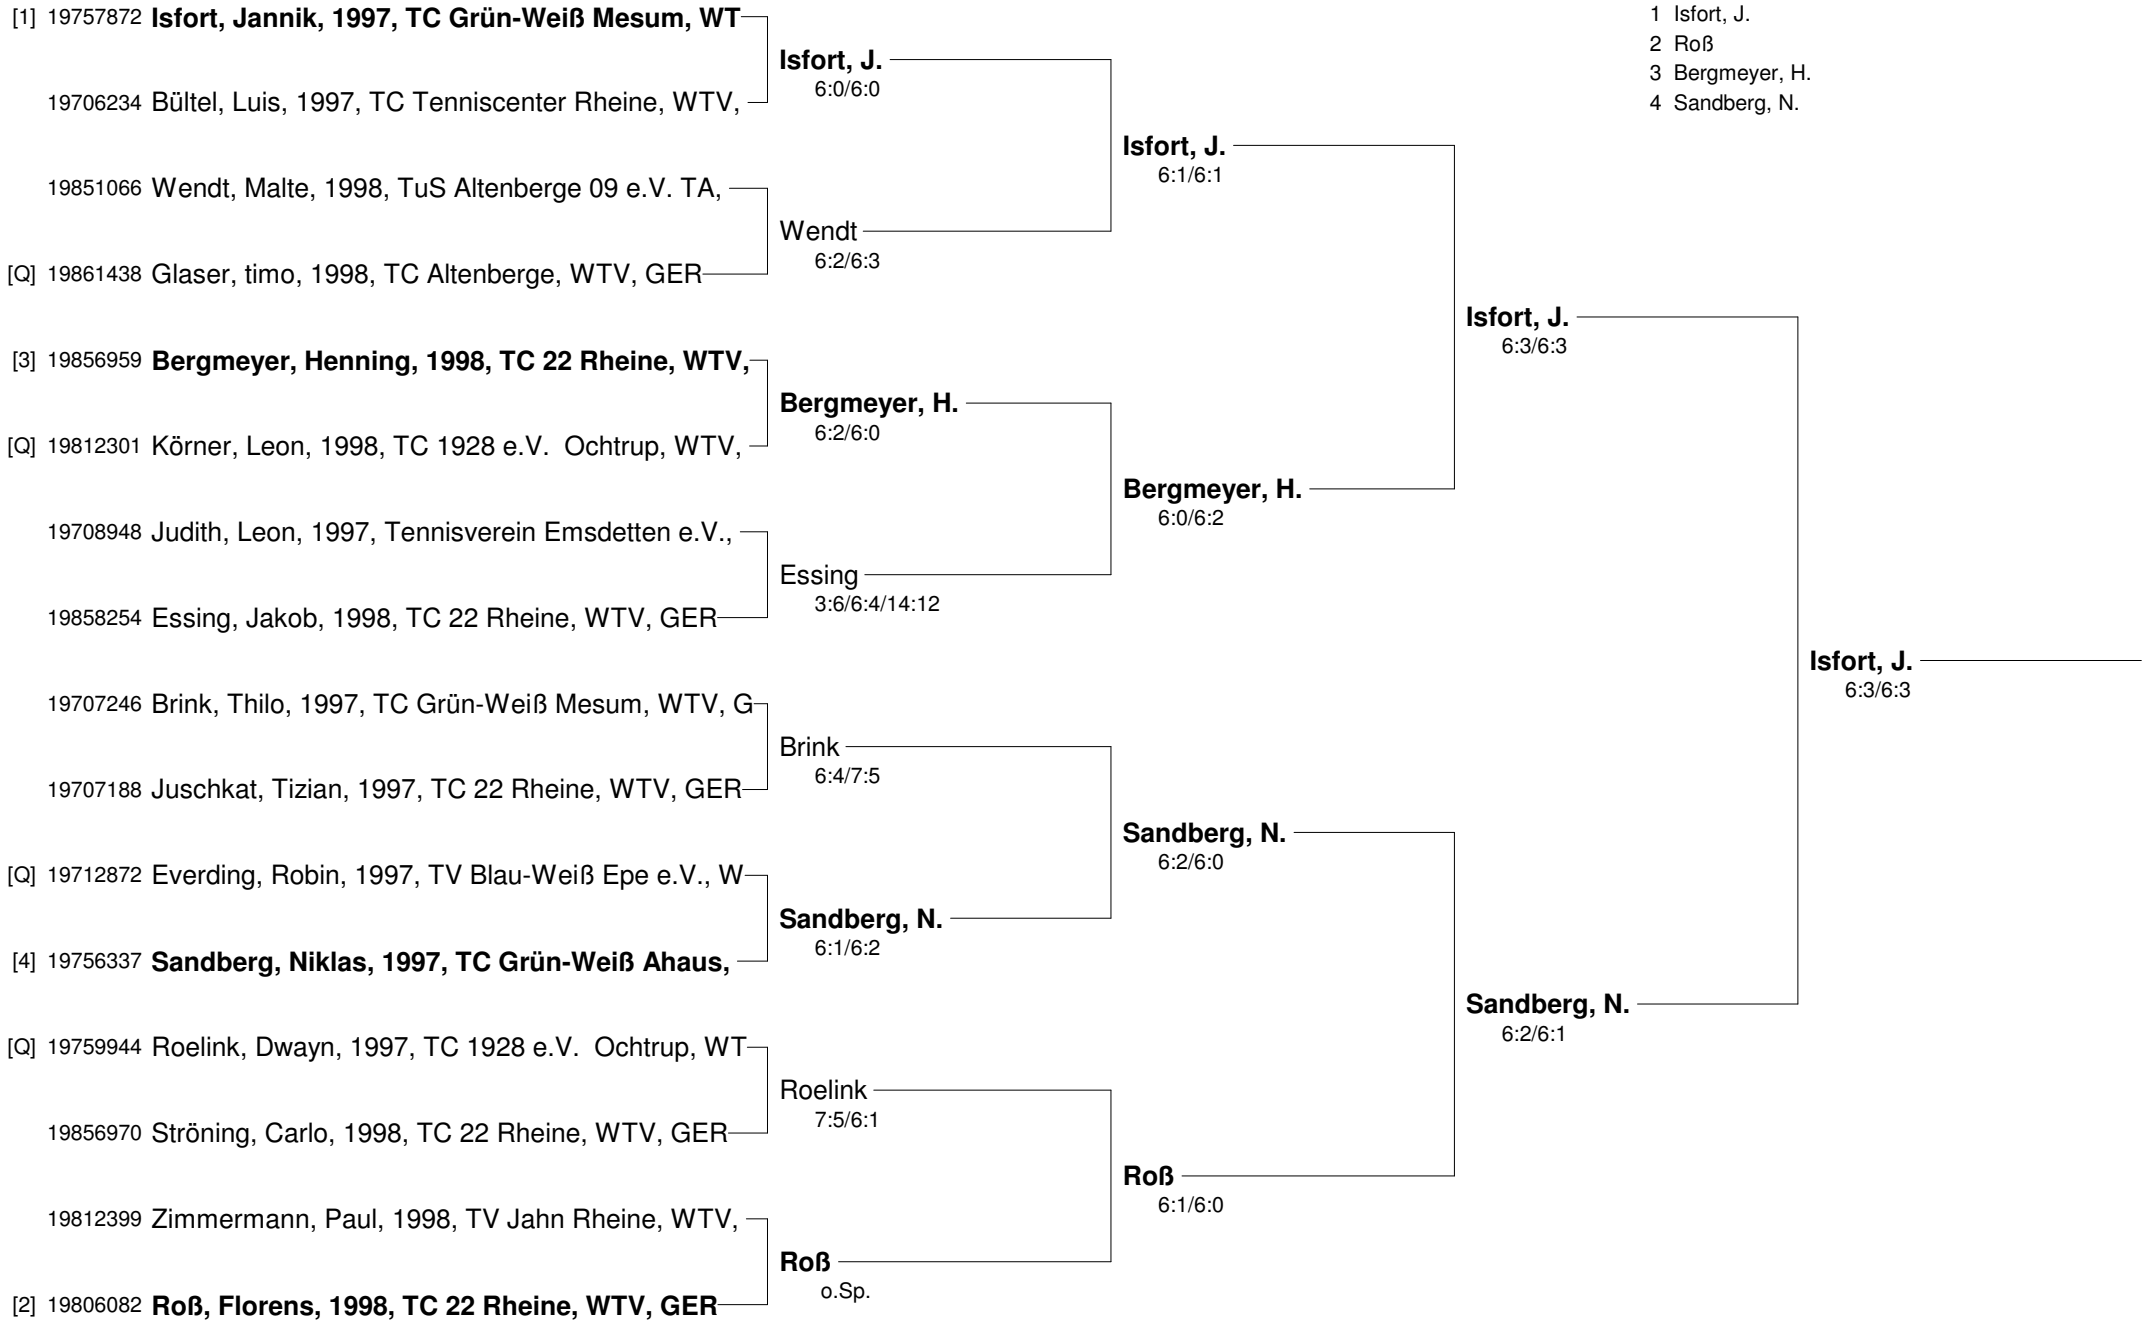 [1] 19757872 Isfort, Jannik, 1997, TC Grün-Weiß Mesum, WT
1 Isfort, J.
2 Roß
3 Bergmeyer, H.
4 Sandberg, N.
Isfort, J.
6:0/6:0
19706234 Bültel, Luis, 1997, TC Tenniscenter Rheine, WTV,
Isfort, J.
6:1/6:1
19851066 Wendt, Malte, 1998, TuS Altenberge 09 e.V. TA,
Wendt
6:2/6:3
[Q] 19861438 Glaser, timo, 1998, TC Altenberge, WTV, GER
Isfort, J.
6:3/6:3
[3] 19856959 Bergmeyer, Henning, 1998, TC 22 Rheine, WTV,
Bergmeyer, H.
6:2/6:0
[Q] 19812301 Körner, Leon, 1998, TC 1928 e.V. Ochtrup, WTV,
Bergmeyer, H.
6:0/6:2
19708948 Judith, Leon, 1997, Tennisverein Emsdetten e.V.,
Essing
3:6/6:4/14:12
19858254 Essing, Jakob, 1998, TC 22 Rheine, WTV, GER
Isfort, J.
6:3/6:3
19707246 Brink, Thilo, 1997, TC Grün-Weiß Mesum, WTV, G
Brink
6:4/7:5
19707188 Juschkat, Tizian, 1997, TC 22 Rheine, WTV, GER
Sandberg, N.
6:2/6:0
[Q] 19712872 Everding, Robin, 1997, TV Blau-Weiß Epe e.V., W
Sandberg, N.
6:1/6:2
[4] 19756337 Sandberg, Niklas, 1997, TC Grün-Weiß Ahaus,
Sandberg, N.
6:2/6:1
[Q] 19759944 Roelink, Dwayn, 1997, TC 1928 e.V. Ochtrup, WT
Roelink
7:5/6:1
19856970 Ströning, Carlo, 1998, TC 22 Rheine, WTV, GER
Roß
6:1/6:0
19812399 Zimmermann, Paul, 1998, TV Jahn Rheine, WTV,
Roß
o.Sp.
[2] 19806082 Roß, Florens, 1998, TC 22 Rheine, WTV, GER